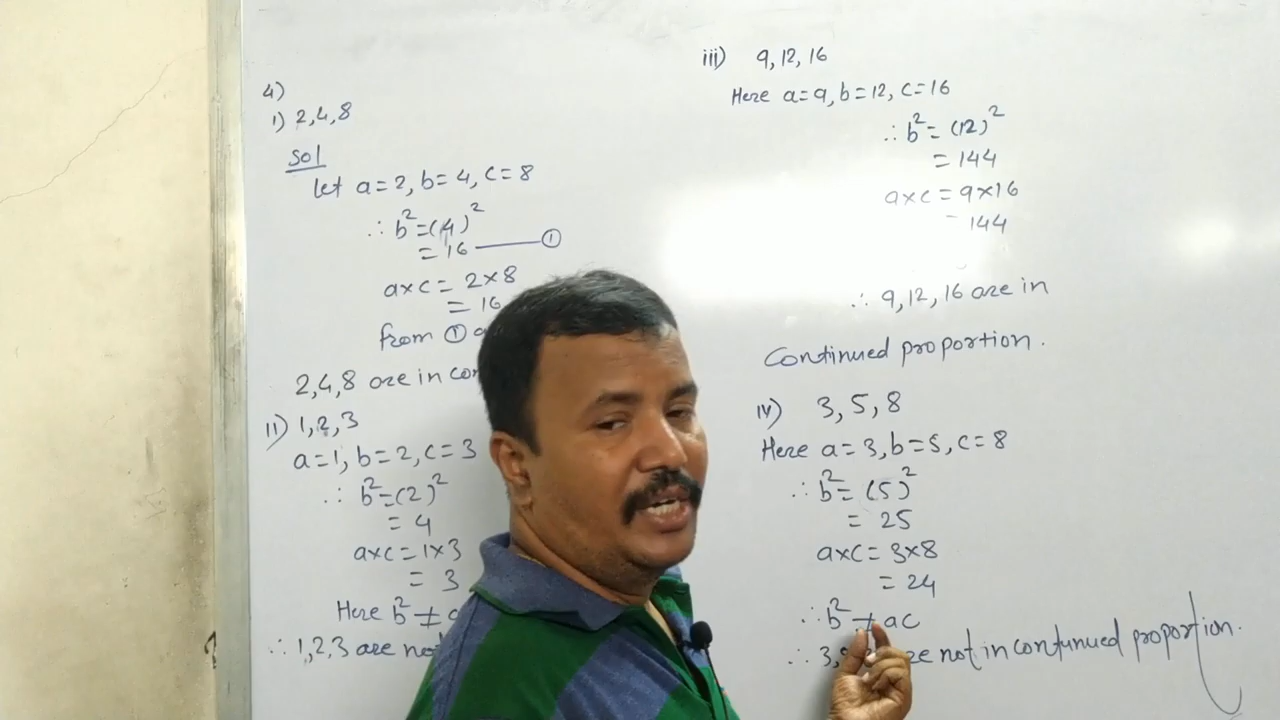 4)
i) 2,4,8
Sol
Let a=2, b=4, c=8
∴ b²=(4)²
= 16 ——— ①
a×c = 2×8
= 16
from ①
2,4,8 are in
11) 1,2,3
a=1, b=2, c=3
∴ b²=(2)²
= 4
a×c = 1×3
= 3
Here b² ≠
∴ 1,2,3 are
iii) 9,12,16
Here a=9, b=12, c=16
∴ b² = (12)²
= 144
a×c = 9×16
= 144
∴ 9,12,16 are in
Continued proportion.
iv) 3,5,8
Here a=3, b=5, c=8
∴ b² = (5)²
= 25
a×c = 3×8
= 24
∴ b² ≠ ac
∴ 3, not in continued proportion.